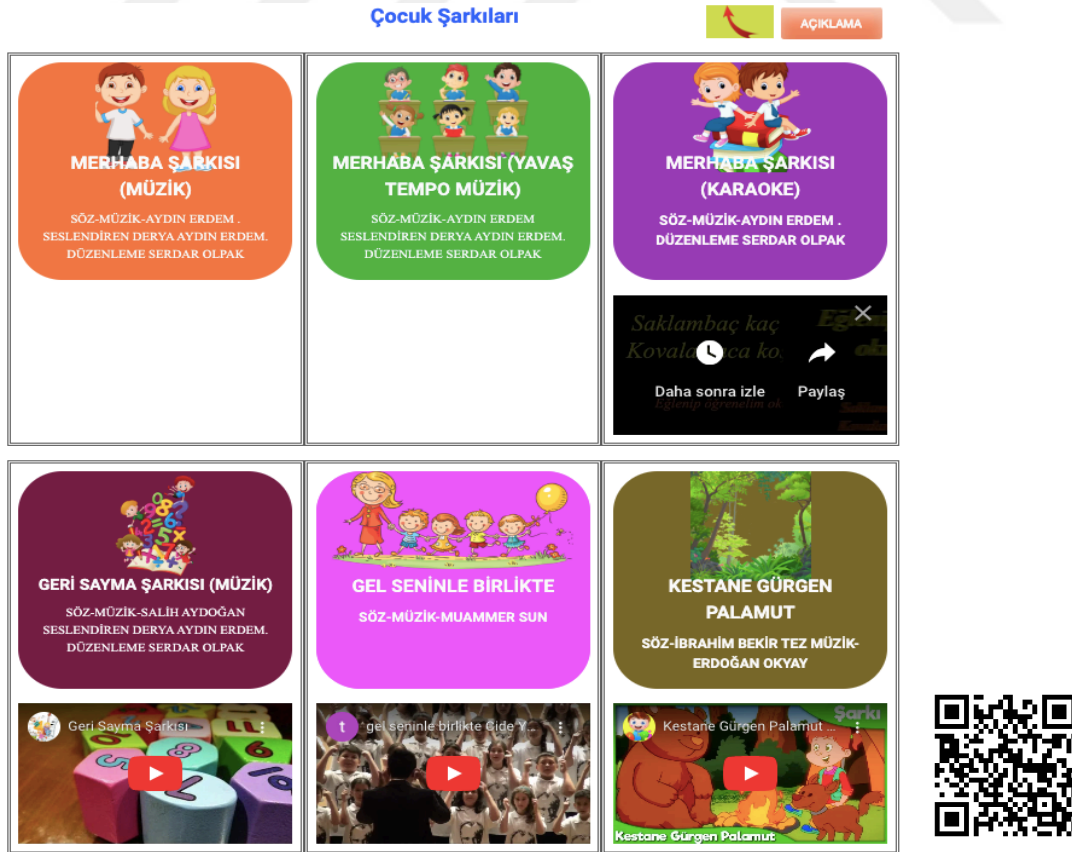 Çocuk Şarkıları
AÇIKLAMA
MERHABA ŞARKISI
(MÜZİK)
SÖZ-MÜZİK-AYDIN ERDEM .
SESLENDİREN DERYA AYDIN ERDEM.
DÜZENLEME SERDAR OLPAK
MERHABA ŞARKISI (YAVAŞ
TEMPO MÜZİK)
SÖZ-MÜZİK-AYDIN ERDEM
SESLENDİREN DERYA AYDIN ERDEM.
DÜZENLEME SERDAR OLPAK
MERHABA ŞARKISI
(KARAOKE)
SÖZ-MÜZİK-AYDIN ERDEM .
DÜZENLEME SERDAR OLPAK
Saklambaç kaç
Daha sonra izle
Paylaş
Eğlenip öğrenelim ok
GERİ SAYMA ŞARKISI (MÜZİK)
SÖZ-MÜZİK-SALİH AYDOĞAN
SESLENDİREN DERYA AYDIN ERDEM.
DÜZENLEME SERDAR OLPAK
Geri Sayma Şarkısı
GEL SENİNLE BİRLİKTE
SÖZ-MÜZİK-MUAMMER SUN
t
gel seninle birlikte Cide Y...
KESTANE GÜRGEN
PALAMUT
SÖZ-İBRAHİM BEKİR TEZ MÜZİK-
ERDOĞAN OKYAY
Kestane Gürgen Palamut ...
Şarkı
Kestane Gürgen Palamut